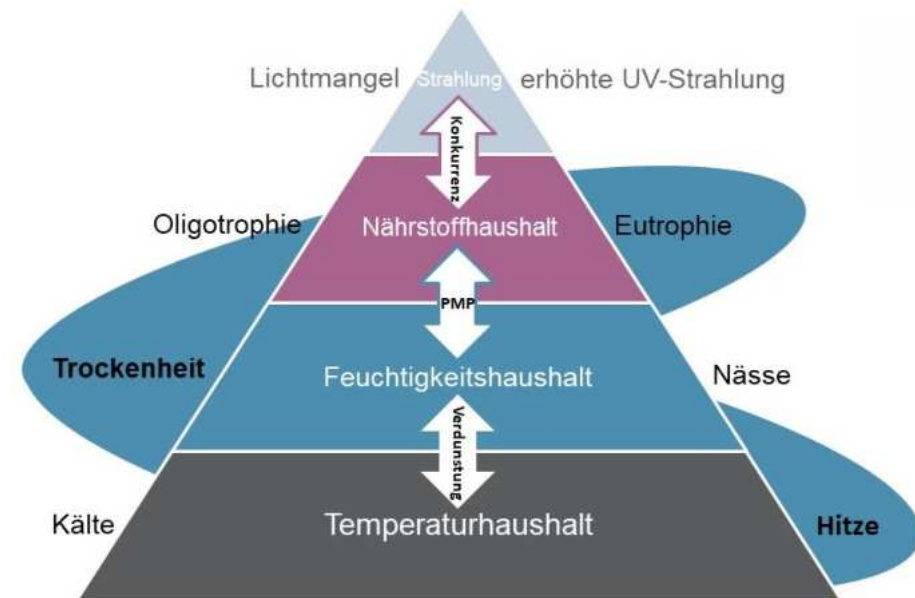 Lichtmangel Strahlung erhöhte UV-Strahlung
Konkurrenz
Oligotrophie Nährstoffhaushalt Eutrophie
PMP
Trockenheit Feuchtigkeitshaushalt Nässe
Verdunstung
Kälte Temperaturhaushalt Hitze